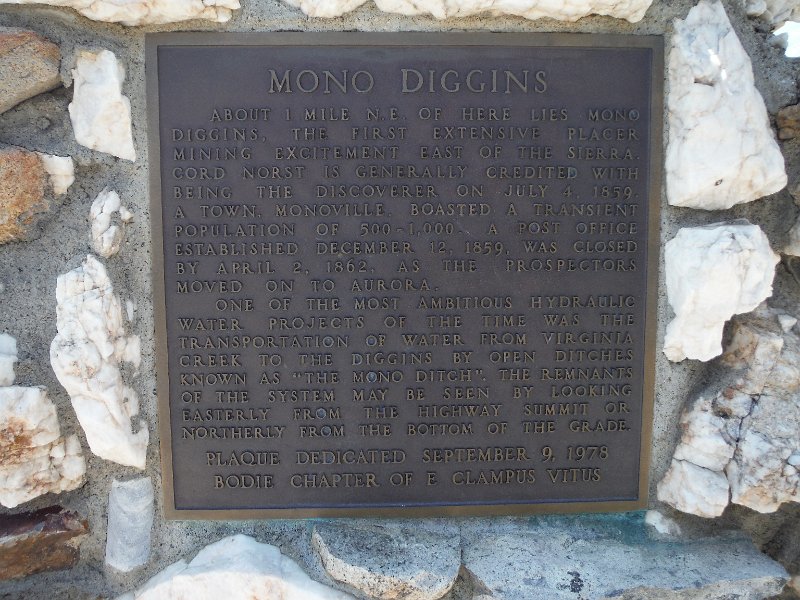 MONO DIGGINS
ABOUT 1 MILE N.E. OF HERE LIES MONO
DIGGINS, THE FIRST EXTENSIVE PLACER
MINING EXCITEMENT EAST OF THE SIERRA.
CORD NORST IS GENERALLY CREDITED WITH
BEING THE DISCOVERER ON JULY 4, 1859.
A TOWN, MONOVILLE, BOASTED A TRANSIENT
POPULATION OF 500-1,000. A POST OFFICE
ESTABLISHED DECEMBER 12, 1859, WAS CLOSED
BY APRIL 2, 1862, AS THE PROSPECTORS
MOVED ON TO AURORA.
ONE OF THE MOST AMBITIOUS HYDRAULIC
WATER PROJECTS OF THE TIME WAS THE
TRANSPORTATION OF WATER FROM VIRGINIA
CREEK TO THE DIGGINS BY OPEN DITCHES
KNOWN AS "THE MONO DITCH". THE REMNANTS
OF THE SYSTEM MAY BE SEEN BY LOOKING
EASTERLY FROM THE HIGHWAY SUMMIT OR
NORTHERLY FROM THE BOTTOM OF THE GRADE.
PLAQUE DEDICATED SEPTEMBER 9, 1978
BODIE CHAPTER OF E CLAMPUS VITUS